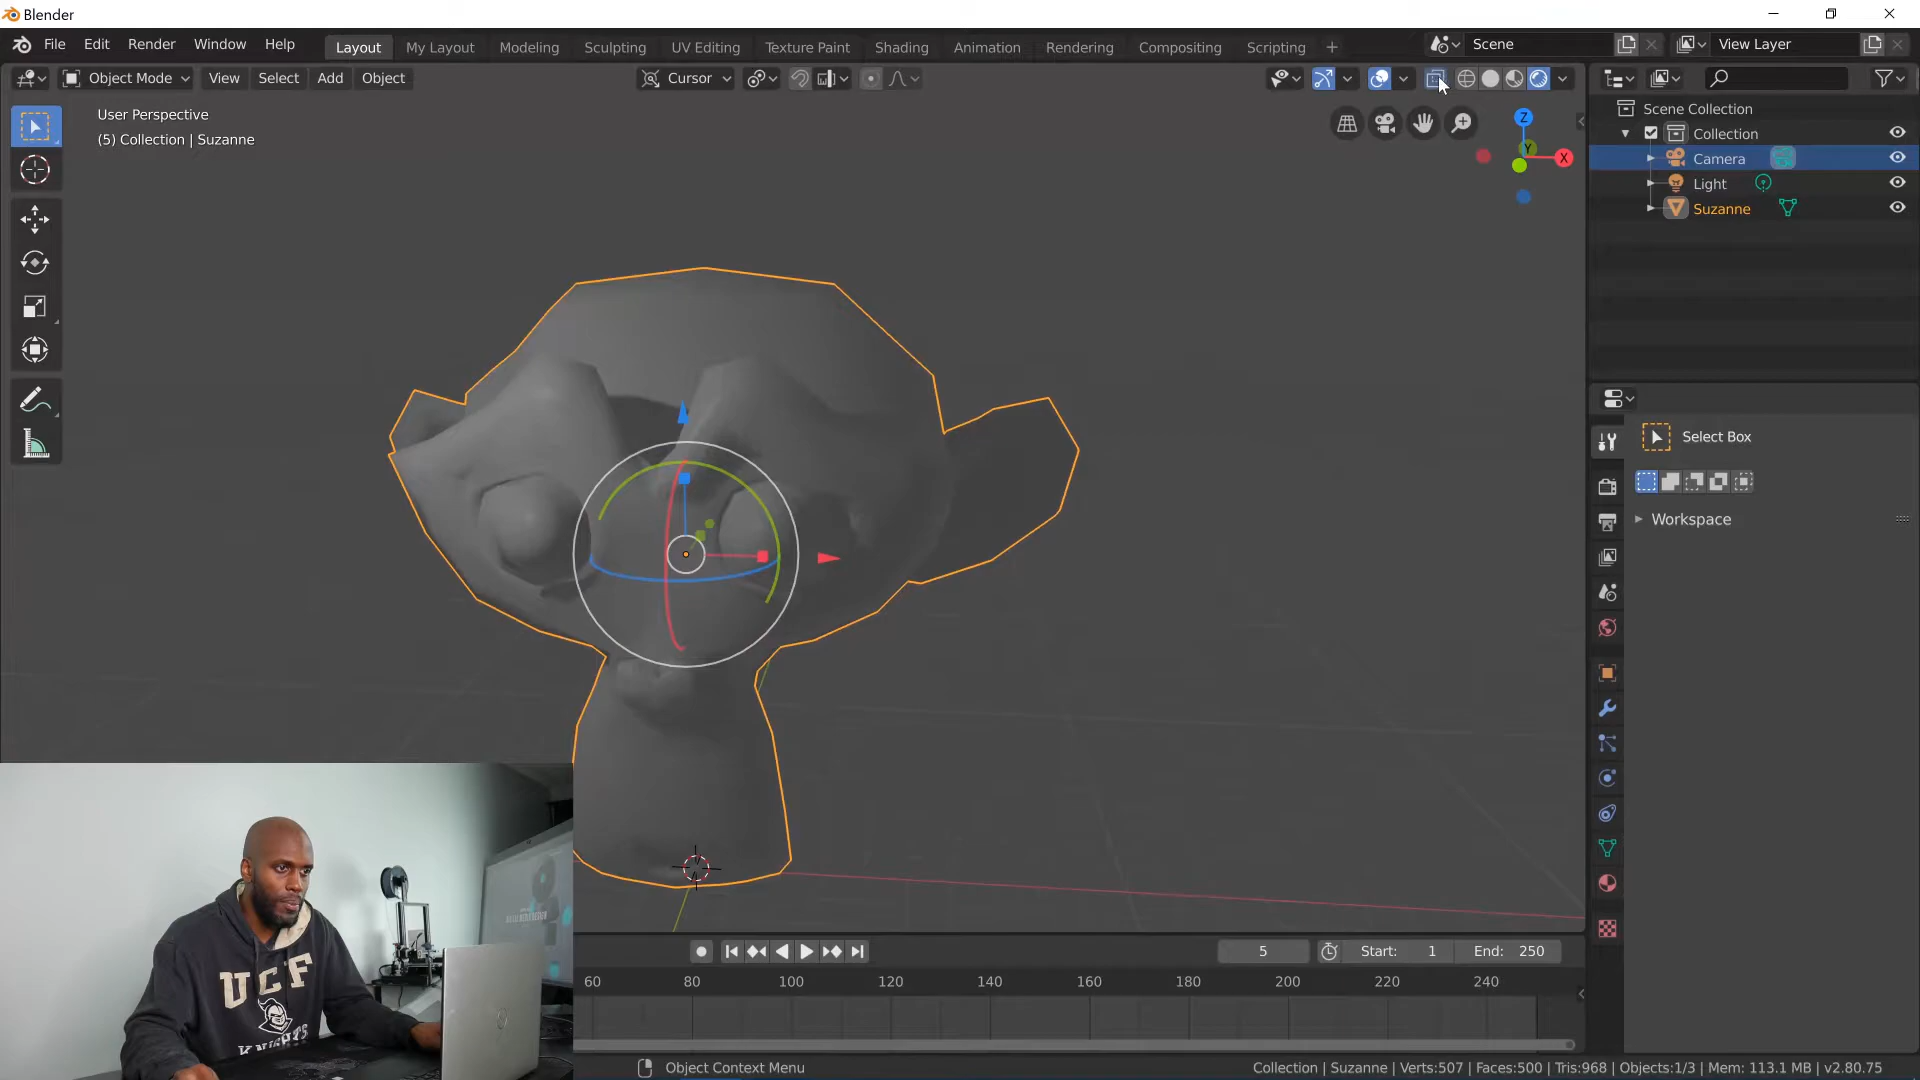 Blender
File Edit Render Window Help Layout My Layout Modeling Sculpting UV Editing Texture Paint Shading Animation Rendering Compositing Scripting + Scene View Layer
Object Mode View Select Add Object Cursor
User Perspective
(5) Collection | Suzanne
Z
Y
X
Scene Collection
Collection
Camera
Light
Suzanne
Select Box
Workspace
UCF
KNIGHTS
5 Start: 1 End: 250
60 80 100 120 140 160 180 200 220 240
Object Context Menu
Collection | Suzanne | Verts:507 | Faces:500 | Tris:968 | Objects:1/3 | Mem: 113.1 MB | v2.80.75